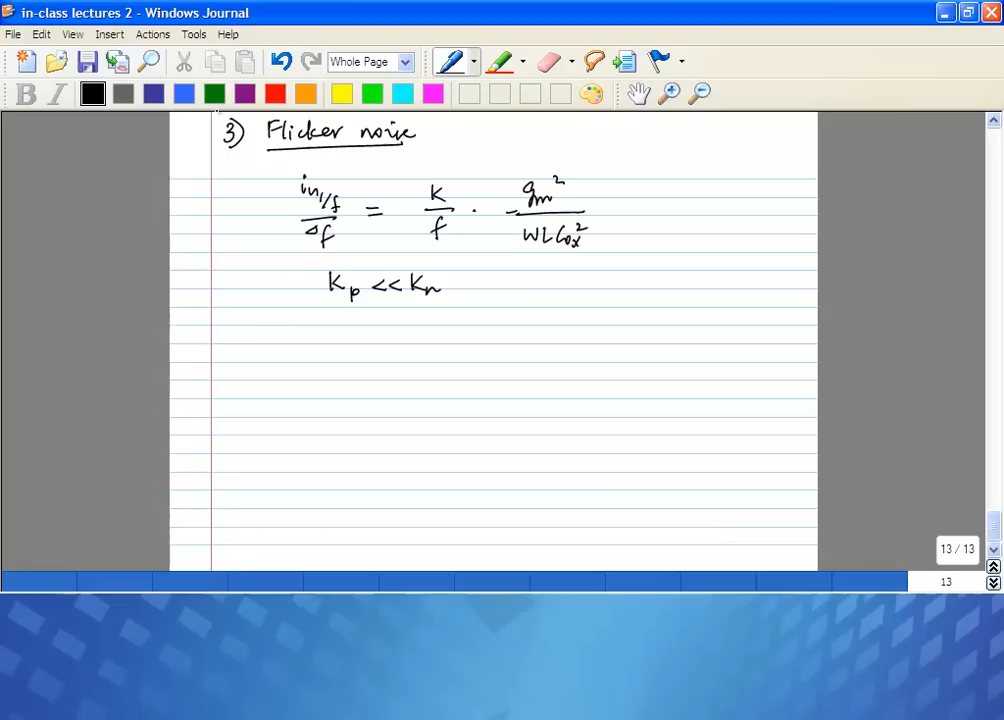 in-class lectures 2 - Windows Journal
File Edit View Insert Actions Tools Help
Whole Page
B I
3) Flicker noise
in1/f / Δf = K / f · gm² / WLCox²
Kp << Kn
13 / 13
13